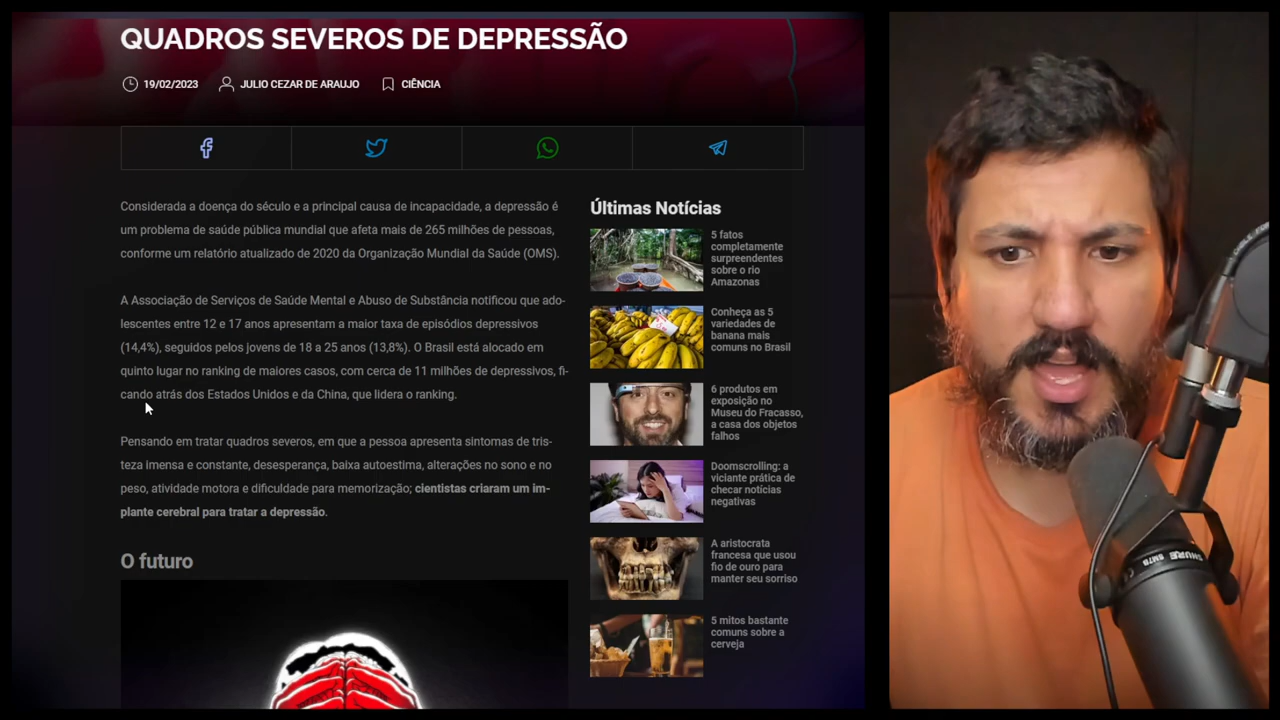 QUADROS SEVEROS DE DEPRESSÃO
19/02/2023
JULIO CEZAR DE ARAUJO
CIÊNCIA
Considerada a doença do século e a principal causa de incapacidade, a depressão é
um problema de saúde pública mundial que afeta mais de 265 milhões de pessoas,
conforme um relatório atualizado de 2020 da Organização Mundial da Saúde (OMS).
A Associação de Serviços de Saúde Mental e Abuso de Substância notificou que ado-
lescentes entre 12 e 17 anos apresentam a maior taxa de episódios depressivos
(14,4%), seguidos pelos jovens de 18 a 25 anos (13,8%). O Brasil está alocado em
quinto lugar no ranking de maiores casos, com cerca de 11 milhões de depressivos, fi-
cando atrás dos Estados Unidos e da China, que lidera o ranking.
Pensando em tratar quadros severos, em que a pessoa apresenta sintomas de tris-
teza imensa e constante, desesperança, baixa autoestima, alterações no sono e no
peso, atividade motora e dificuldade para memorização; cientistas criaram um im-
plante cerebral para tratar a depressão.
O futuro
Últimas Notícias
5 fatos
completamente
surpreendentes
sobre o rio
Amazonas
Conheça as 5
variedades de
banana mais
comuns no Brasil
6 produtos em
exposição no
Museu do Fracasso,
a casa dos objetos
falhos
Doomscrolling: a
viciante prática de
checar notícias
negativas
A aristocrata
francesa que usou
fio de ouro para
manter seu sorriso
5 mitos bastante
comuns sobre a
cerveja
SHURE SM7B